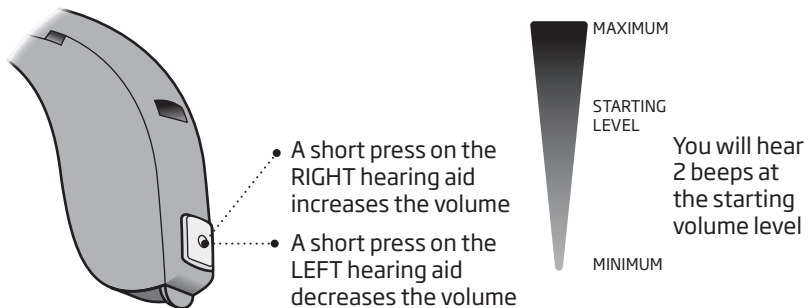 A short press on the
RIGHT hearing aid
increases the volume
A short press on the
LEFT hearing aid
decreases the volume
MAXIMUM
STARTING
LEVEL
MINIMUM
You will hear
2 beeps at
the starting
volume level